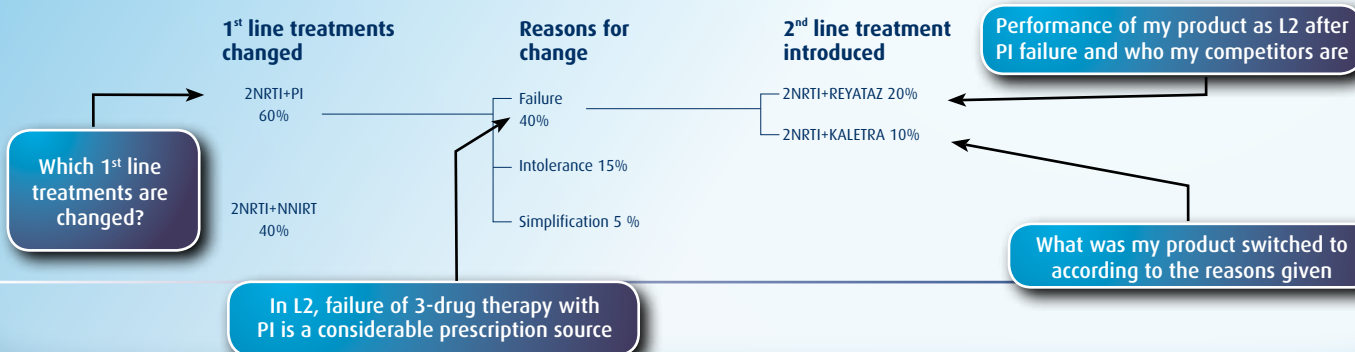 1st line treatments
changed
Reasons for
change
2nd line treatment
introduced
Performance of my product as L2 after
PI failure and who my competitors are
2NRTI+PI
60%
Failure
40%
2NRTI+REYATAZ 20%
2NRTI+KALETRA 10%
Which 1st line
treatments are
changed?
Intolerance 15%
2NRTI+NNIRT
40%
Simplification 5 %
What was my product switched to
according to the reasons given
In L2, failure of 3-drug therapy with
PI is a considerable prescription source